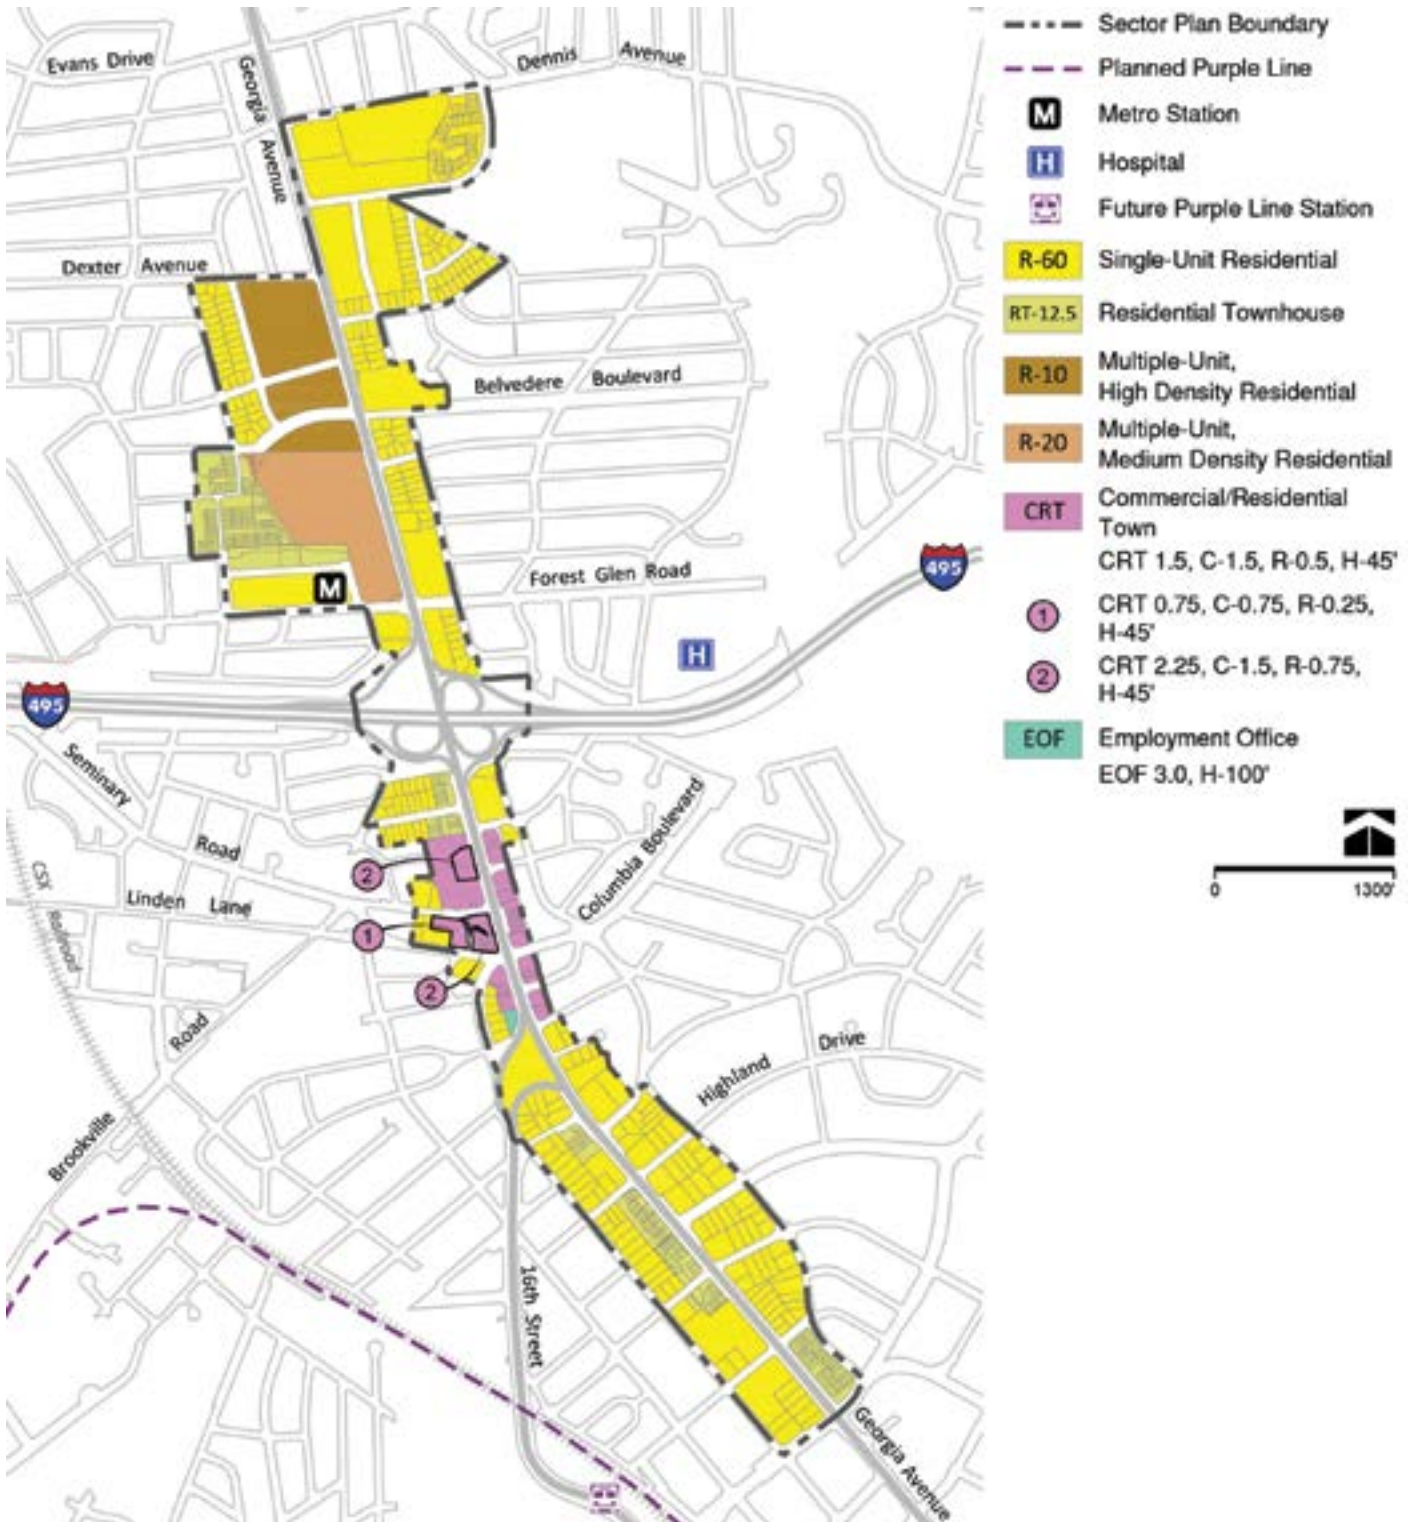 Evans Drive
Georgia
Avenue
Dennis Avenue
Dexter Avenue
Belvedere Boulevard
Forest Glen Road
M
H
495
495
Seminary
Road
Linden Lane
CSX
Railroad
Columbia Boulevard
2
1
2
Road
Brookville
Highland Drive
16th Street
Georgia Avenue
Sector Plan Boundary
Planned Purple Line
M Metro Station
H Hospital
Future Purple Line Station
R-60 Single-Unit Residential
RT-12.5 Residential Townhouse
R-10 Multiple-Unit,
High Density Residential
R-20 Multiple-Unit,
Medium Density Residential
CRT Commercial/Residential
Town
CRT 1.5, C-1.5, R-0.5, H-45'
1 CRT 0.75, C-0.75, R-0.25,
H-45'
2 CRT 2.25, C-1.5, R-0.75,
H-45'
EOF Employment Office
EOF 3.0, H-100'
0 1300'